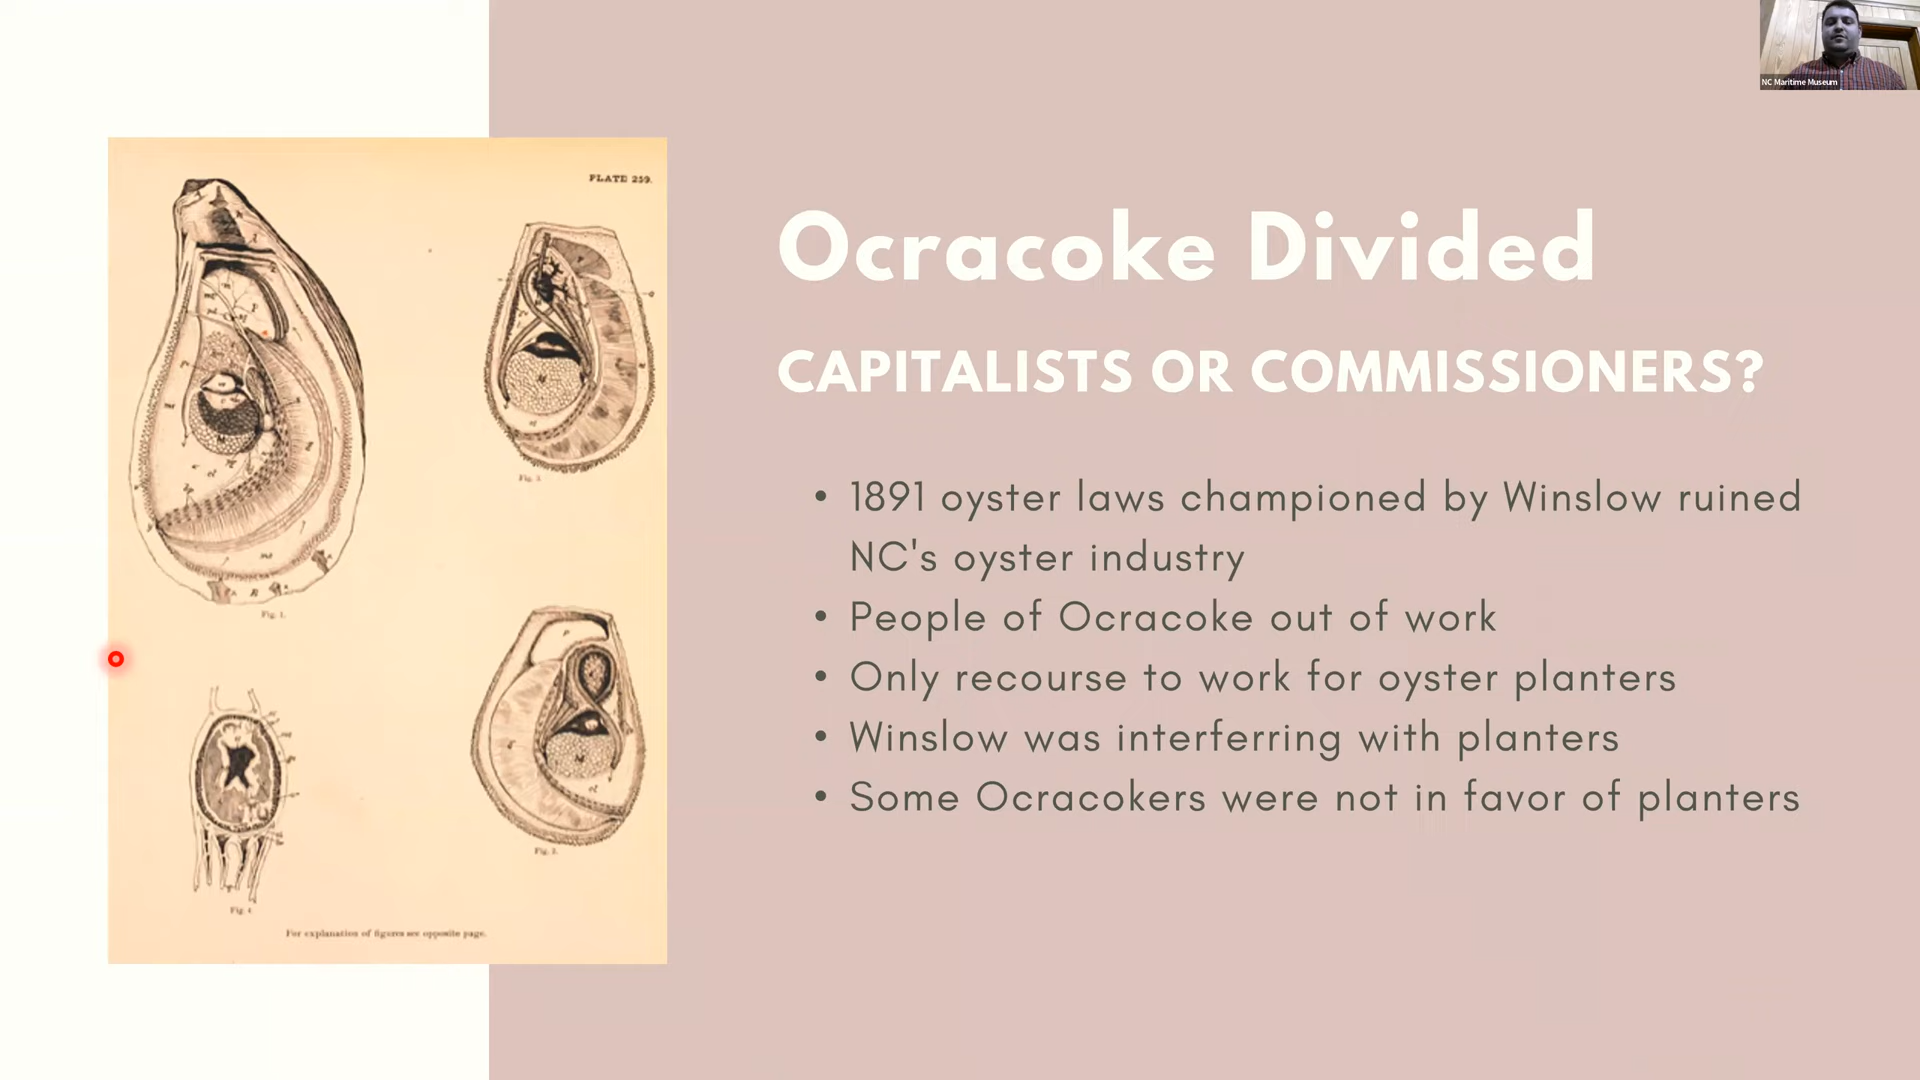 NC Maritime Museum
PLATE 259.
Fig. 1.
Fig. 3.
Fig. 2.
Fig. 4
For explanation of figures see opposite page.
Ocracoke Divided
CAPITALISTS OR COMMISSIONERS?
• 1891 oyster laws championed by Winslow ruined
NC's oyster industry
• People of Ocracoke out of work
• Only recourse to work for oyster planters
• Winslow was interferring with planters
• Some Ocracokers were not in favor of planters